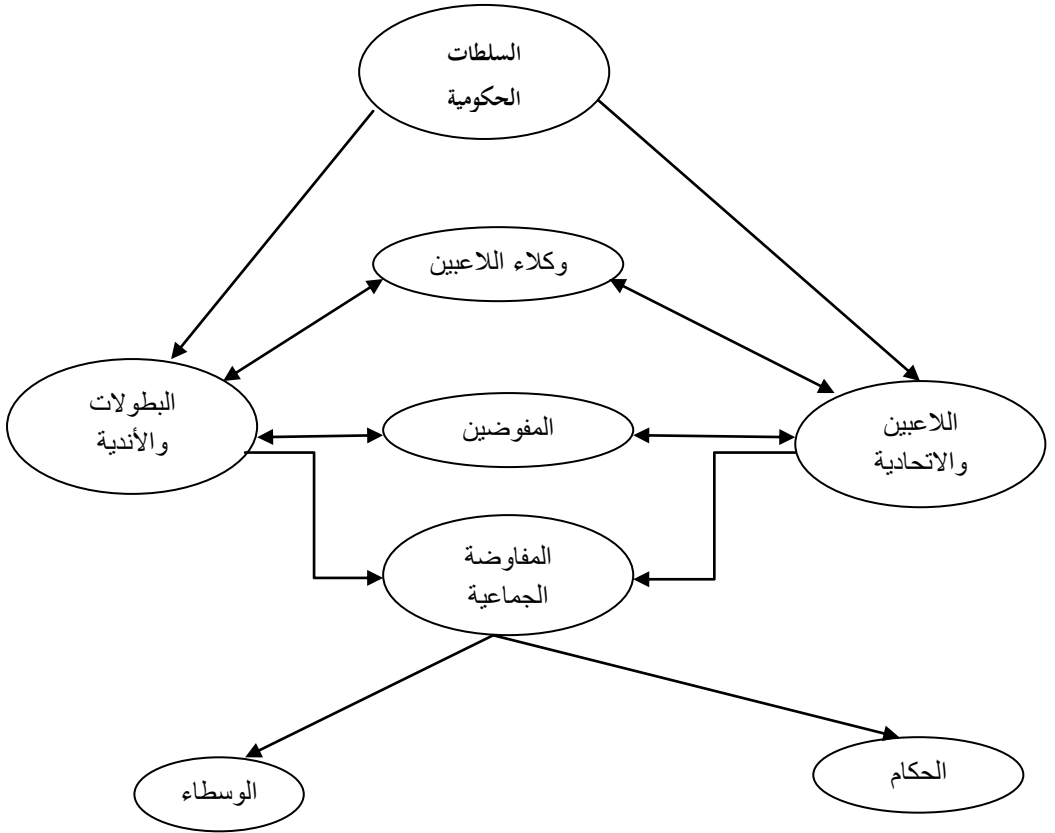 السلطات
الحكومية
وكلاء اللاعبين
البطولات
والأندية
المفوضين
اللاعبين
والاتحادية
المفاوضة
الجماعية
الحكام
الوسطاء